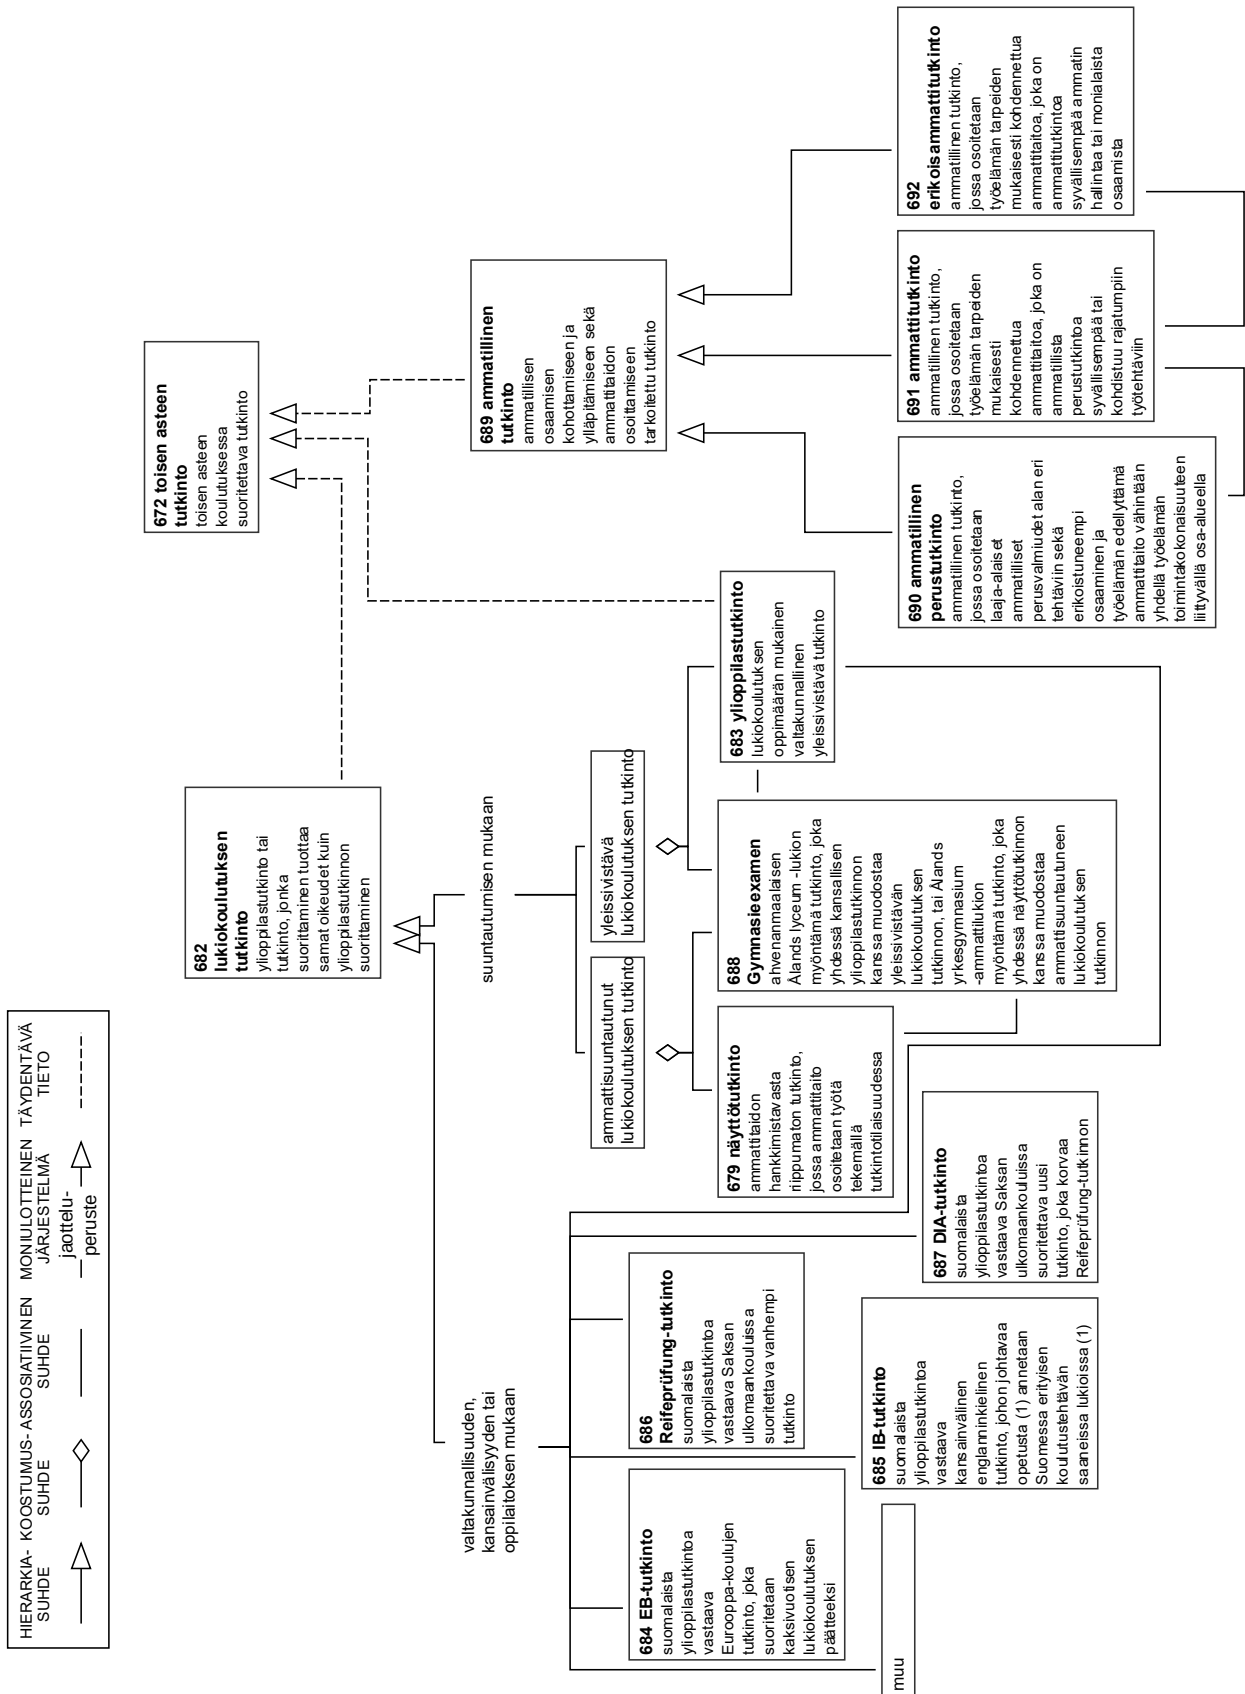 HIERARKIA- KOOSTUMUS- ASSOSIATIIVINEN MONIULOTTEINEN TÄYDENTÄVÄ
SUHDE SUHDE SUHDE JÄRJESTELMÄ TIETO
jaottelu-
peruste
672 toisen asteen
tutkinto
toisen asteen
koulutuksessa
suoritettava tutkinto
682
lukiokoulutuksen
tutkinto
ylioppilastutkinto tai
tutkinto, jonka
suorittaminen tuottaa
samat oikeudet kuin
ylioppilastutkinnon
suorittaminen
689 ammatillinen
tutkinto
ammatillisen
osaamisen
kohottamiseen ja
ylläpitämiseen sekä
ammattitaidon
osoittamiseen
tarkoitettu tutkinto
valtakunnallisuuden,
kansainvälisyyden tai
oppilaitoksen mukaan
suuntautumisen mukaan
ammattisuuntautunut
lukiokoulutuksen tutkinto
yleissivistävä
lukiokoulutuksen tutkinto
684 EB-tutkinto
suomalaista
ylioppilastutkintoa
vastaava
Eurooppa-koulujen
tutkinto, joka
suoritetaan
kaksivuotisen
lukiokoulutuksen
päätteeksi
686
Reifeprüfung-tutkinto
suomalaista
ylioppilastutkintoa
vastaava Saksan
ulkomaankouluissa
suoritettava vanhempi
tutkinto
679 näyttötutkinto
ammattitaidon
hankkimistavasta
riippumaton tutkinto,
jossa ammattitaito
osoitetaan työtä
tekemällä
tutkintotilaisuudessa
688
Gymnasieexamen
ahvenanmaalaisen
Ålands lyceum -lukion
myöntämä tutkinto, joka
yhdessä kansallisen
ylioppilastutkinnon
kanssa muodostaa
yleissivistävän
lukiokoulutuksen
tutkinnon, tai Ålands
yrkesgymnasium
-ammattilukion
myöntämä tutkinto, joka
yhdessä näyttötutkinnon
kanssa muodostaa
ammattisuuntautuneen
lukiokoulutuksen
tutkinnon
683 ylioppilastutkinto
lukiokoulutuksen
oppimäärän mukainen
valtakunnallinen
yleissivistävä tutkinto
muu
685 IB-tutkinto
suomalaista
ylioppilastutkintoa
vastaava
kansainvälinen
englanninkielinen
tutkinto, johon johtavaa
opetusta (1) annetaan
Suomessa erityisen
koulutustehtävän
saaneissa lukioissa (1)
687 DIA-tutkinto
suomalaista
ylioppilastutkintoa
vastaava Saksan
ulkomaankouluissa
suoritettava uusi
tutkinto, joka korvaa
Reifeprüfung-tutkinnon
690 ammatillinen
perustutkinto
ammatillinen tutkinto,
jossa osoitetaan
laaja-alaiset
ammatilliset
perusvalmiudet alan eri
tehtäviin sekä
erikoistuneempi
osaaminen ja
työelämän edellyttämä
ammattitaito vähintään
yhdellä työelämän
toimintakokonaisuuteen
liittyvällä osa-alueella
691 ammattitutkinto
ammatillinen tutkinto,
jossa osoitetaan
työelämän tarpeiden
mukaisesti
kohdennettua
ammattitaitoa, joka on
ammatillista
perustutkintoa
syvällisempää tai
kohdistuu rajatumpiin
työtehtäviin
692
erikoisammattitutkinto
ammatillinen tutkinto,
jossa osoitetaan
työelämän tarpeiden
mukaisesti kohdennettua
ammattitaitoa, joka on
ammattitutkintoa
syvällisempää ammatin
hallintaa tai monialaista
osaamista